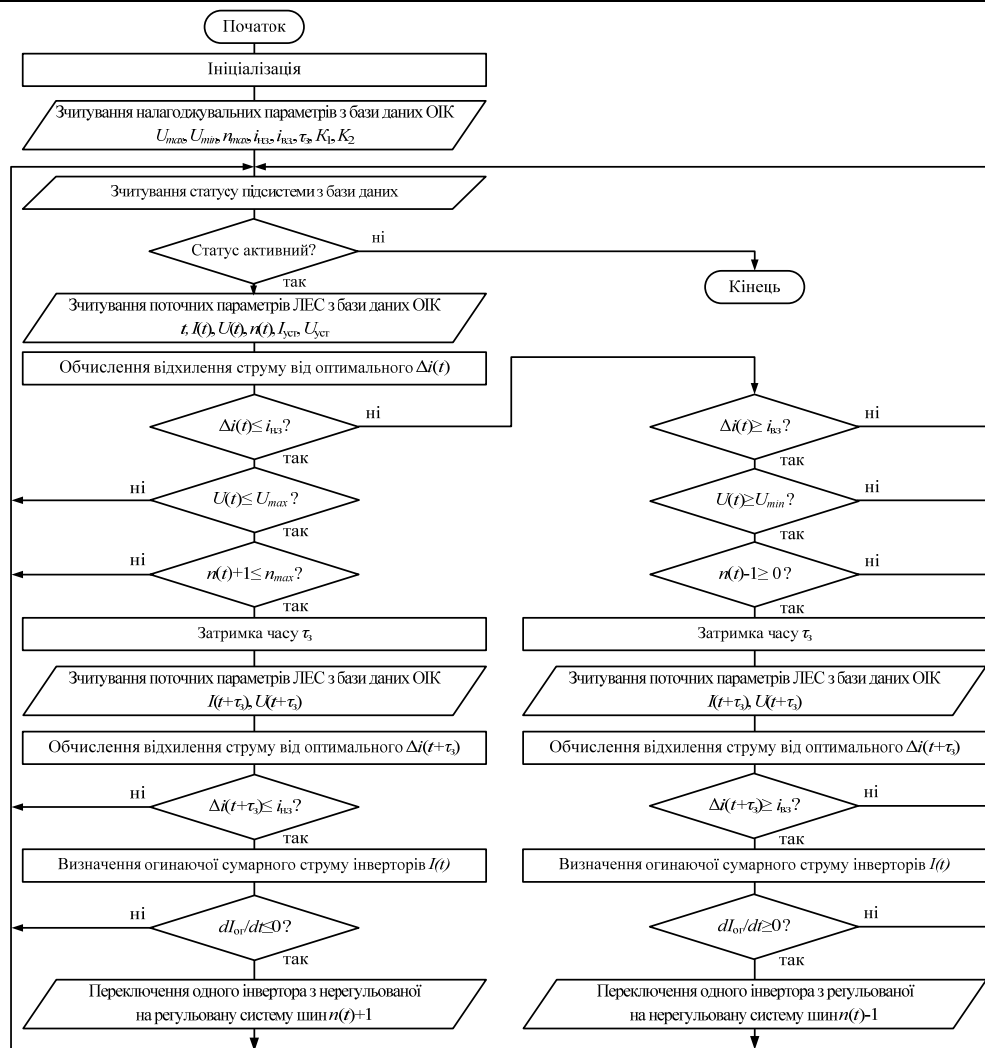 Початок
Ініціалізація
Зчитування налагоджувальних параметрів з бази даних ОІК
Umax, Umin, nmax, iнз, iвз, τз, K1, K2
Зчитування статусу підсистеми з бази даних
Статус активний?
ні
так
Кінець
Зчитування поточних параметрів ЛЕС з бази даних ОІК
t, I(t), U(t), n(t), Iуст, Uуст
Обчислення відхилення струму від оптимального Δi(t)
Δi(t)≤ iнз?
ні
так
U(t)≤ Umax?
ні
так
n(t)+1≤ nmax?
ні
так
Затримка часу τз
Зчитування поточних параметрів ЛЕС з бази даних ОІК
I(t+τз), U(t+τз)
Обчислення відхилення струму від оптимального Δi(t+τз)
Δi(t+τз)≤ iнз?
ні
так
Визначення огинаючої сумарного струму інверторів I(t)
dIог/dt≤0?
ні
так
Переключення одного інвертора з нерегульованої
на регульовану систему шин n(t)+1
Δi(t)≥ iвз?
ні
так
U(t)≥Umin?
ні
так
n(t)-1≥ 0?
ні
так
Затримка часу τз
Зчитування поточних параметрів ЛЕС з бази даних ОІК
I(t+τз), U(t+τз)
Обчислення відхилення струму від оптимального Δi(t+τз)
Δi(t+τз)≥ iвз?
ні
так
Визначення огинаючої сумарного струму інверторів I(t)
dIог/dt≥0?
ні
так
Переключення одного інвертора з регульованої
на нерегульовану систему шин n(t)-1